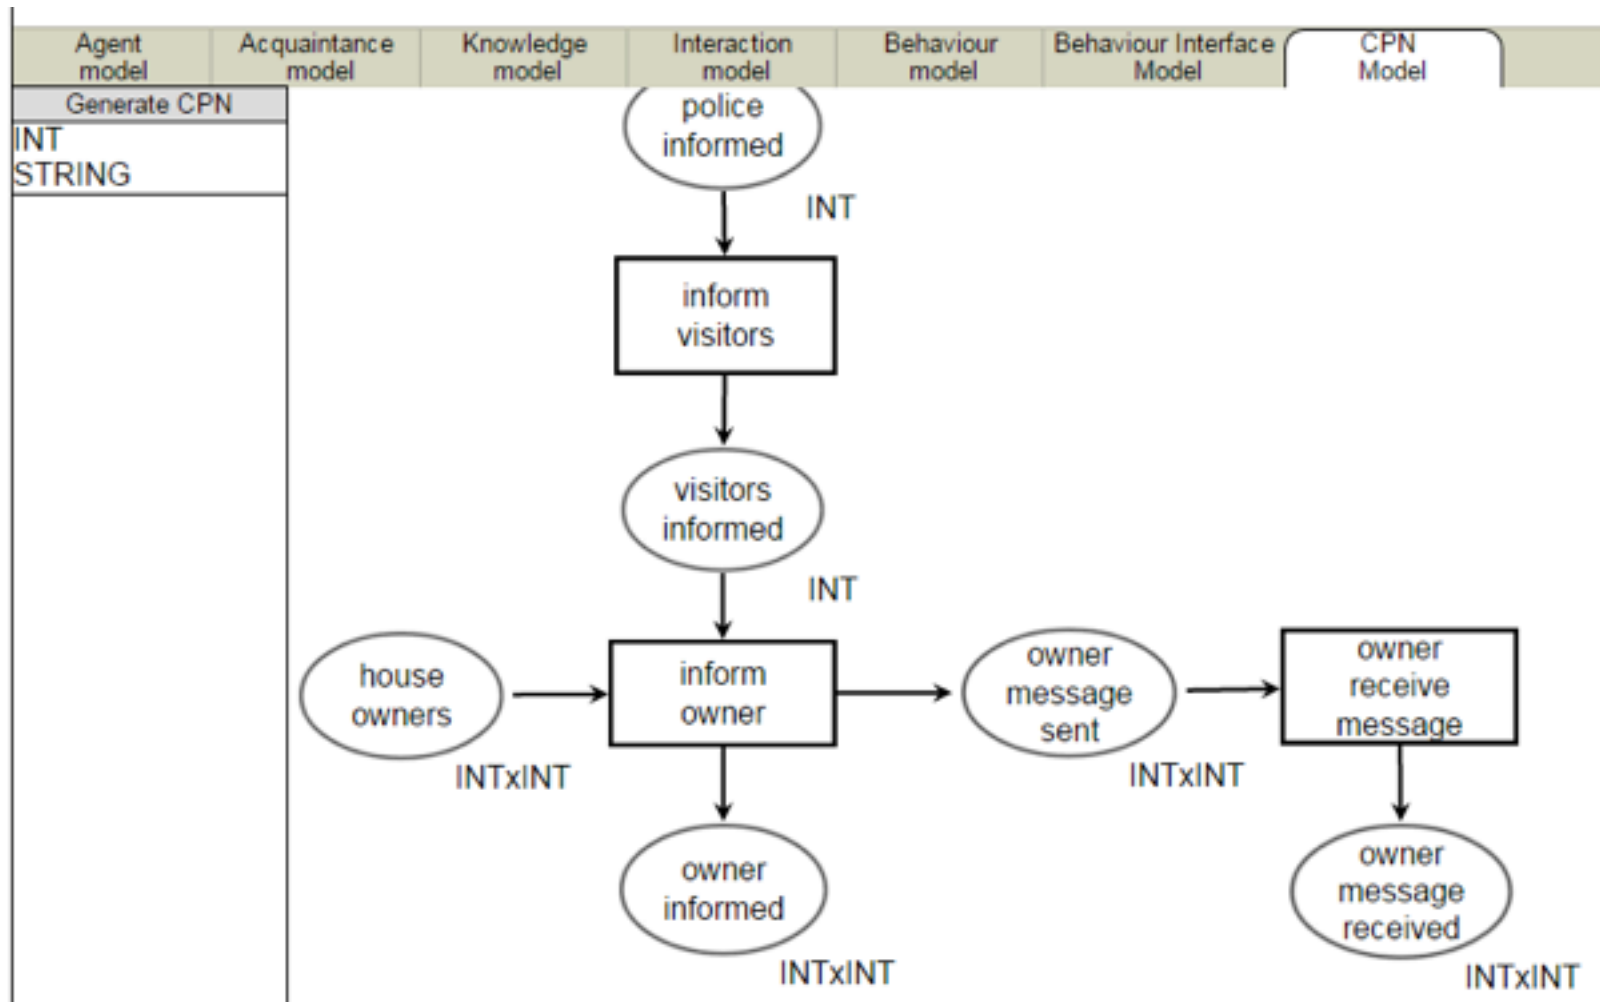 Agent
model
Acquaintance
model
Knowledge
model
Interaction
model
Behaviour
model
Behaviour Interface
Model
CPN
Model
Generate CPN
INT
STRING
police
informed
INT
inform
visitors
visitors
informed
INT
house
owners
INTxINT
inform
owner
owner
message
sent
INTxINT
owner
receive
message
owner
informed
INTxINT
owner
message
received
INTxINT